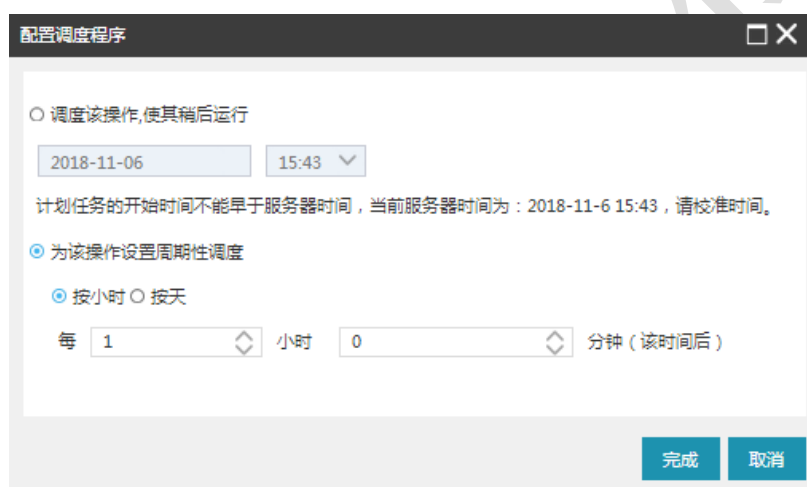 配置调度程序
调度该操作,使其稍后运行
2018-11-06 15:43
计划任务的开始时间不能早于服务器时间，当前服务器时间为：2018-11-6 15:43，请校准时间。
为该操作设置周期性调度
按小时 按天
每 1 小时 0 分钟（该时间后）
完成 取消